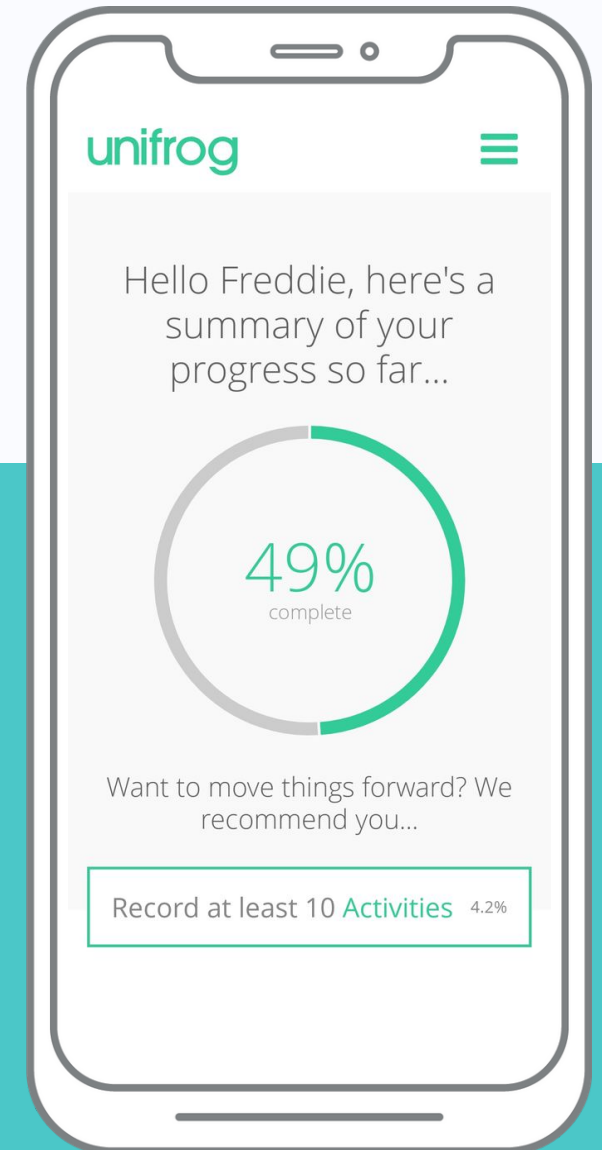 unifrog
Hello Freddie, here's a
summary of your
progress so far...
49%
complete
Want to move things forward? We
recommend you...
Record at least 10 Activities 4.2%